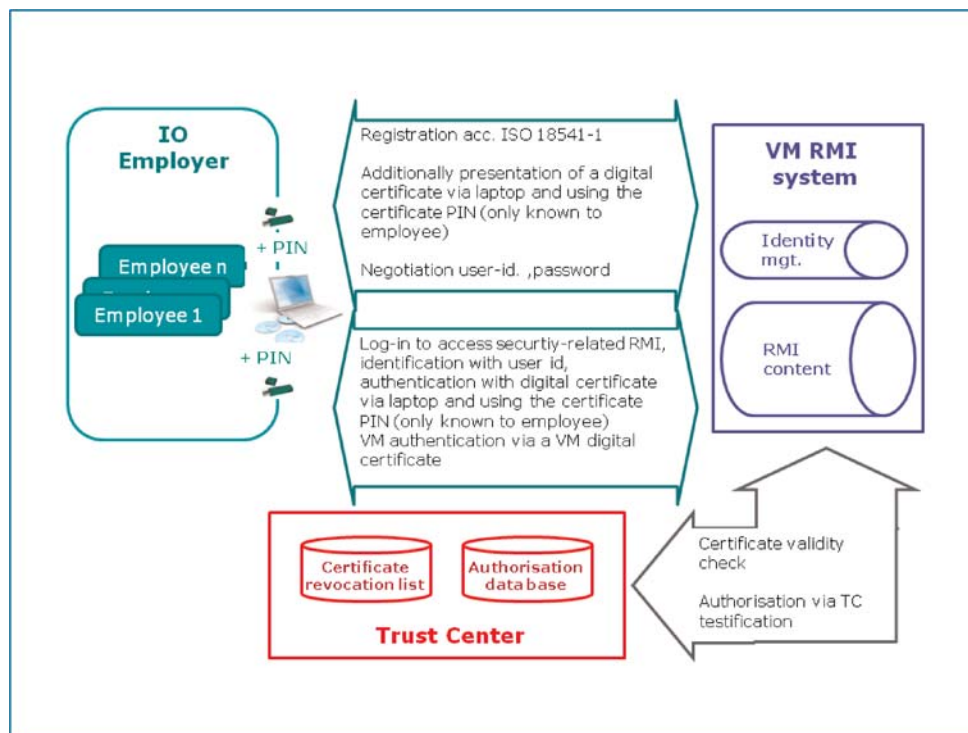 IO
Employer
+ PIN
Employee n
Employee 1
+ PIN
Registration acc. ISO 18541-1
Additionally presentation of a digital
certificate via laptop and using the
certificate PIN (only known to
employee)
Negotiation user-id. ,password
Log-in to access securtiy-related RMI,
identification with user id,
authentication with digital certificate
via laptop and using the certificate
PIN (only known to employee)
VM authentication via a VM digital
certificate
VM RMI
system
Identity
mgt.
RMI
content
Certificate
revocation list
Authorisation
database
Trust Center
Certificate validity
check
Authorisation via TC
testification